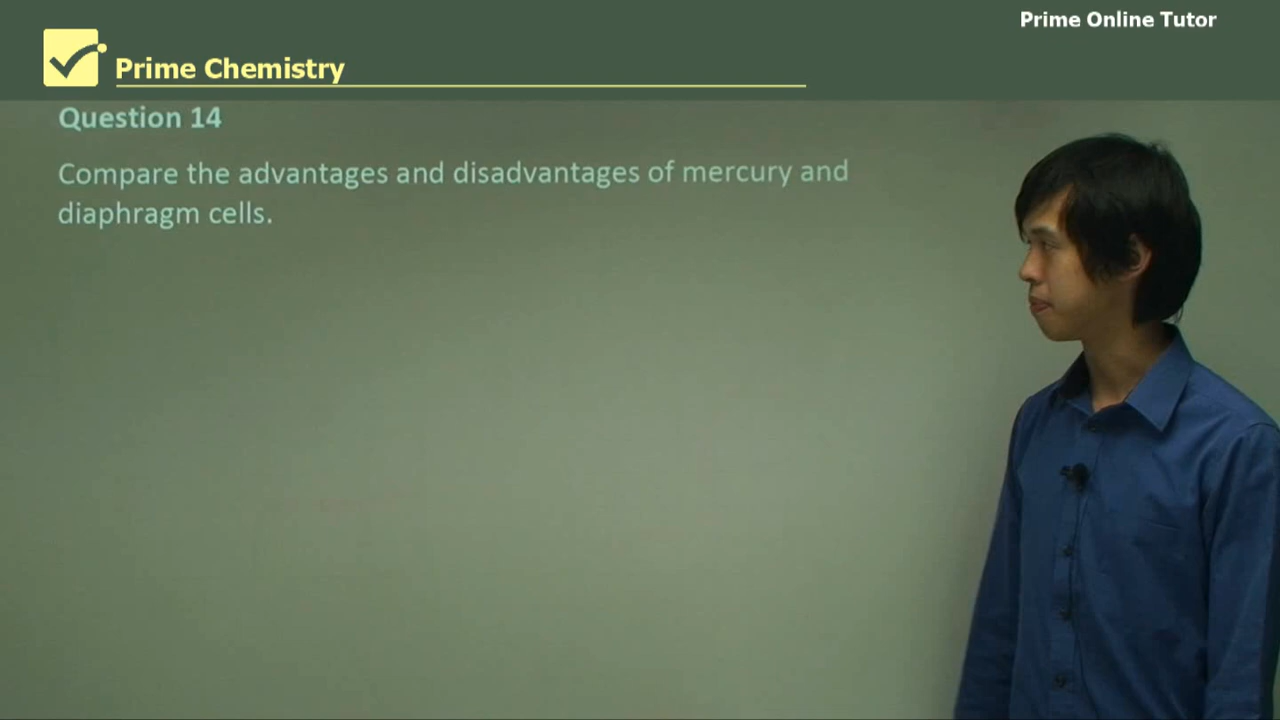 Prime Online Tutor
Prime Chemistry
Question 14
Compare the advantages and disadvantages of mercury and
diaphragm cells.